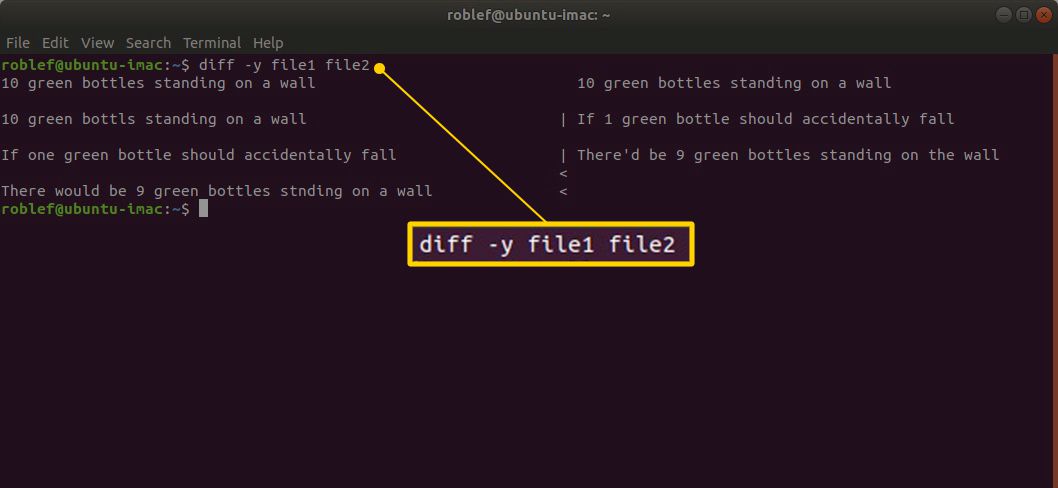 roblef@ubuntu-imac: ~
File Edit View Search Terminal Help
roblef@ubuntu-imac:~$ diff -y file1 file2
10 green bottles standing on a wall 10 green bottles standing on a wall
10 green bottls standing on a wall | If 1 green bottle should accidentally fall
If one green bottle should accidentally fall | There'd be 9 green bottles standing on the wall
<
There would be 9 green bottles stnding on a wall <
roblef@ubuntu-imac:~$
diff -y file1 file2